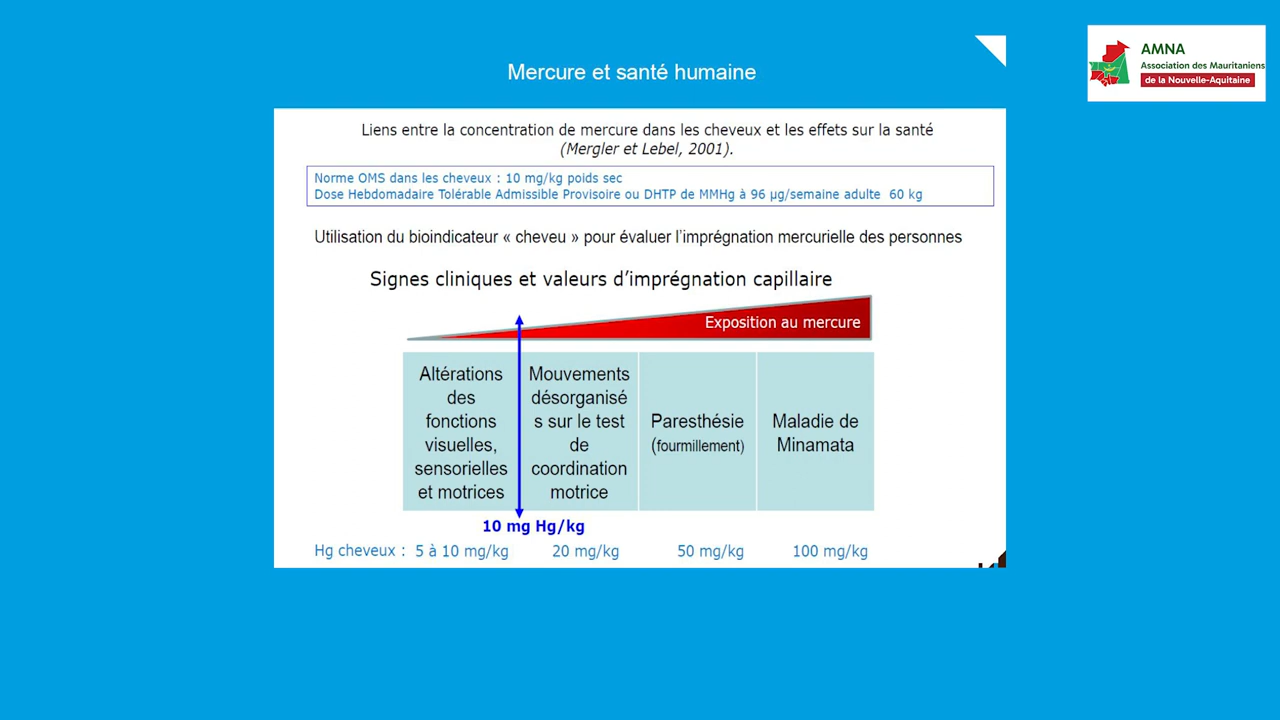 Mercure et santé humaine
AMNA
Association des Mauritaniens
de la Nouvelle-Aquitaine
Liens entre la concentration de mercure dans les cheveux et les effets sur la santé
(Mergler et Lebel, 2001).
Norme OMS dans les cheveux : 10 mg/kg poids sec
Dose Hebdomadaire Tolérable Admissible Provisoire ou DHTP de MMHg à 96 µg/semaine adulte 60 kg
Utilisation du bioindicateur « cheveu » pour évaluer l’imprégnation mercurielle des personnes
Signes cliniques et valeurs d’imprégnation capillaire
Exposition au mercure
Altérations
des
fonctions
visuelles,
sensorielles
et motrices
Mouvements
désorganisé
s sur le test
de
coordination
motrice
Paresthésie
(fourmillement)
Maladie de
Minamata
10 mg Hg/kg
Hg cheveux : 5 à 10 mg/kg 20 mg/kg 50 mg/kg 100 mg/kg